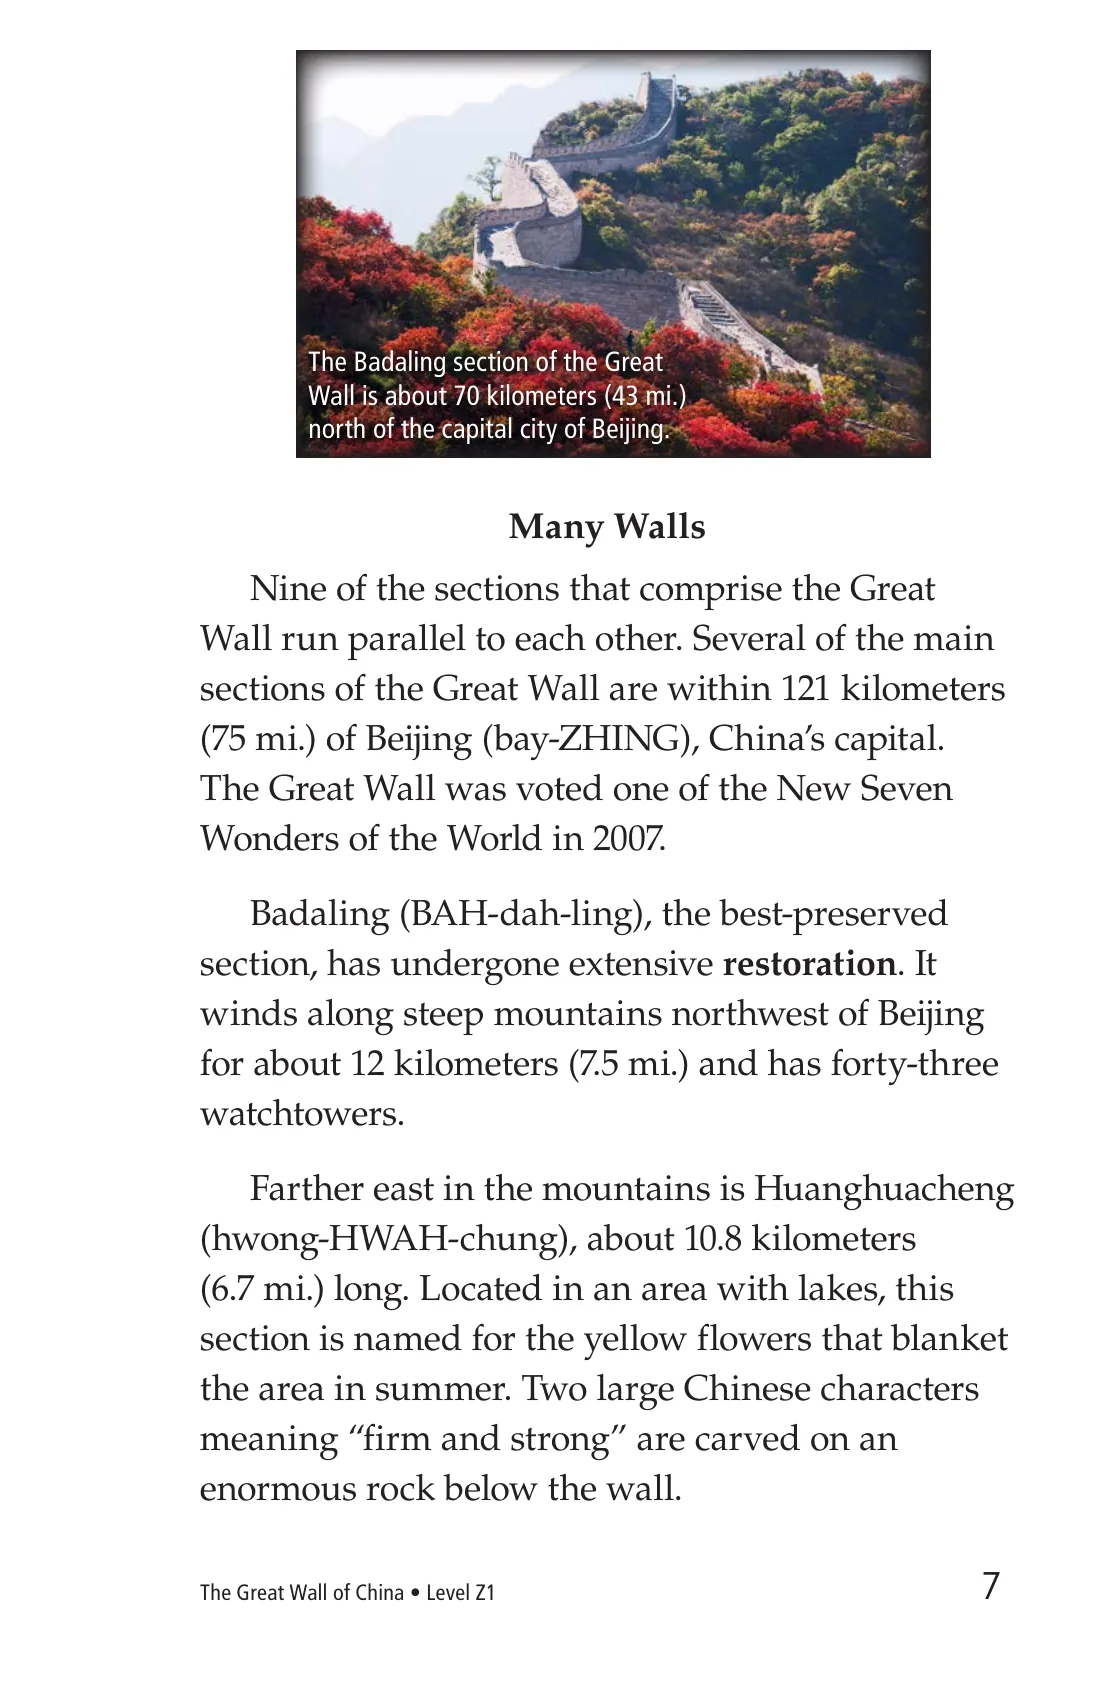 The Badaling section of the Great
Wall is about 70 kilometers (43 mi.)
north of the capital city of Beijing.
Many Walls
Nine of the sections that comprise the Great
Wall run parallel to each other. Several of the main
sections of the Great Wall are within 121 kilometers
(75 mi.) of Beijing (bay-ZHING), China’s capital.
The Great Wall was voted one of the New Seven
Wonders of the World in 2007.
Badaling (BAH-dah-ling), the best-preserved
section, has undergone extensive restoration. It
winds along steep mountains northwest of Beijing
for about 12 kilometers (7.5 mi.) and has forty-three
watchtowers.
Farther east in the mountains is Huanghuacheng
(hwong-HWAH-chung), about 10.8 kilometers
(6.7 mi.) long. Located in an area with lakes, this
section is named for the yellow flowers that blanket
the area in summer. Two large Chinese characters
meaning “firm and strong” are carved on an
enormous rock below the wall.
The Great Wall of China • Level Z1
7